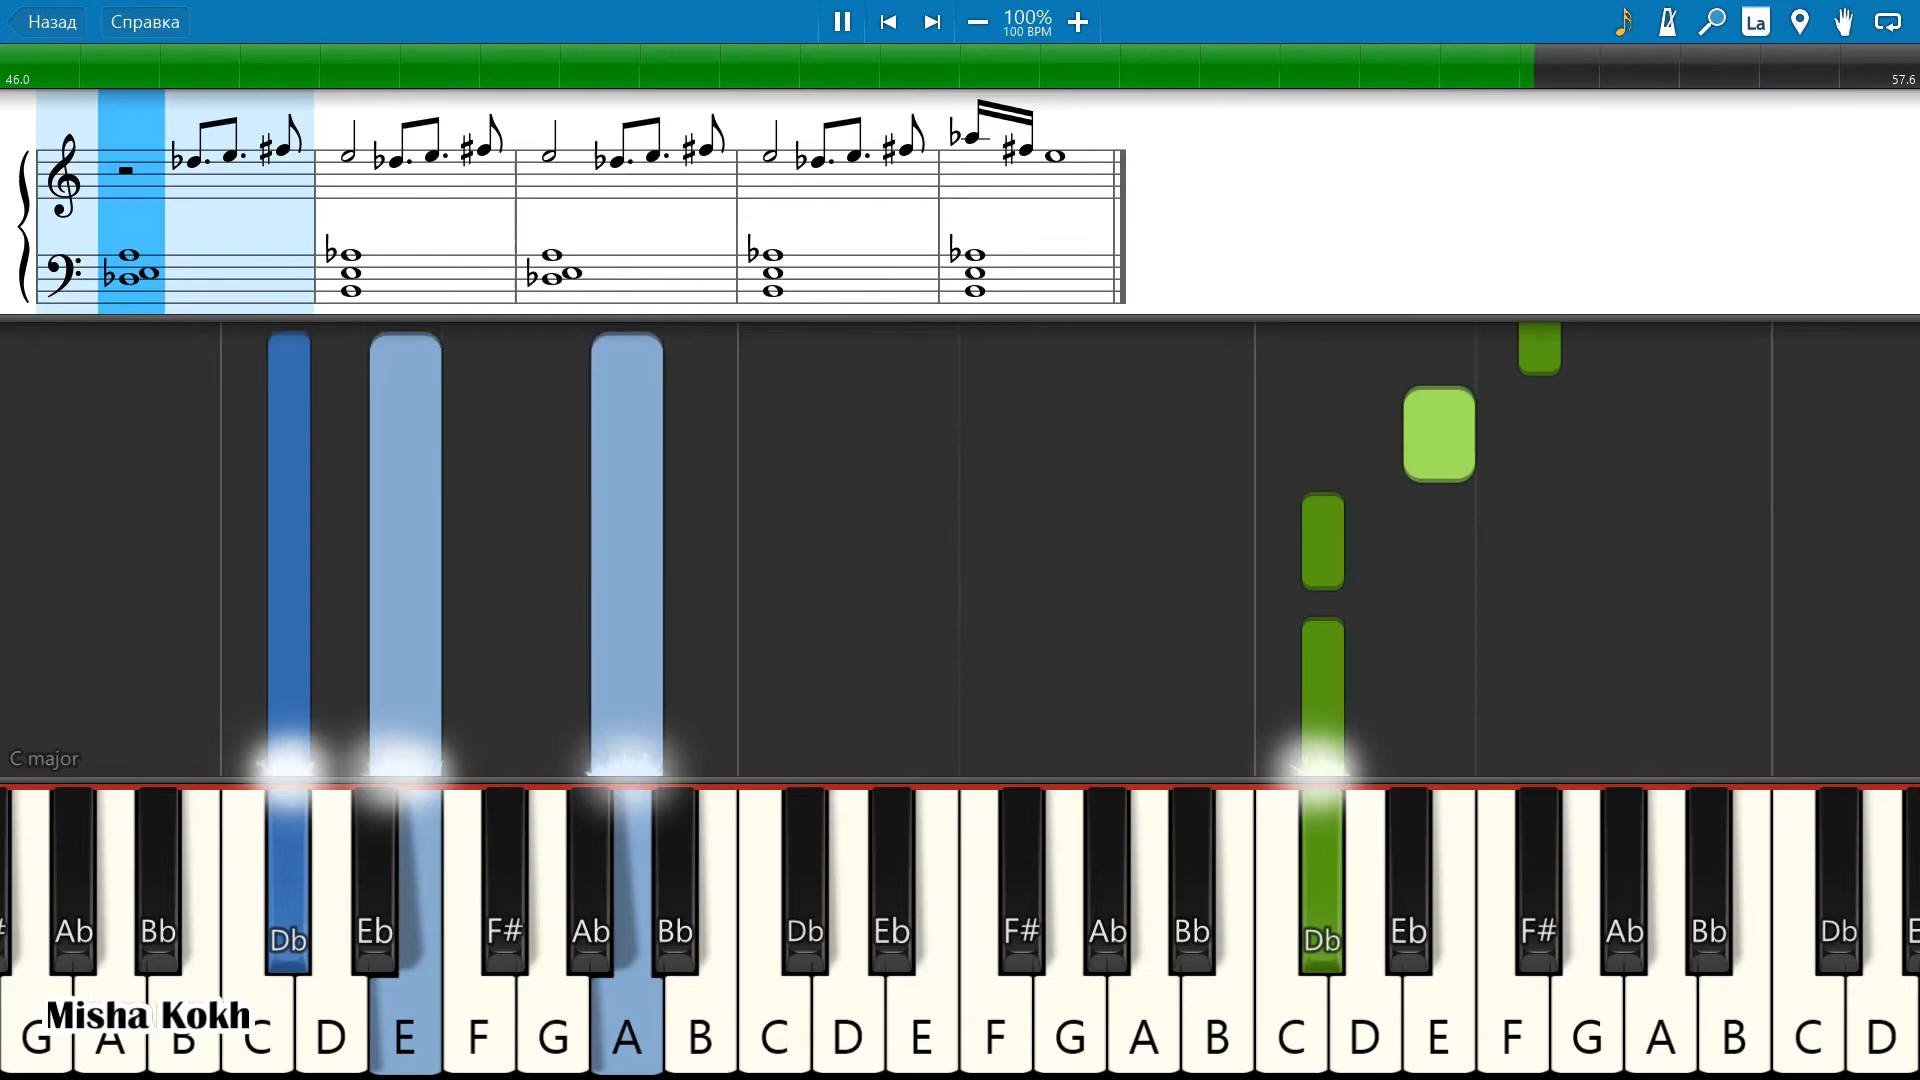 Назад Справка 100% La
100 BPM
46.0 57.6
C major
# Ab Bb Db Eb F# Ab Bb Db Eb F# Ab Bb Db Eb F# Ab Bb Db E
Misha Kokh
G A B C D E F G A B C D E F G A B C D E F G A B C D